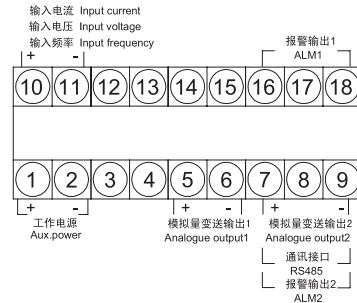 输入电流 Input current
输入电压 Input voltage
输入频率 Input frequency
报警输出1
ALM1
+ -
10 11 12 13 14 15 16 17 18
1 2 3 4 5 6 7 8 9
+ - + - + -
工作电源
Aux.power
模拟量变送输出1
Analogue output1
模拟量变送输出2
Analogue output2
通讯接口
RS485
报警输出2
ALM2